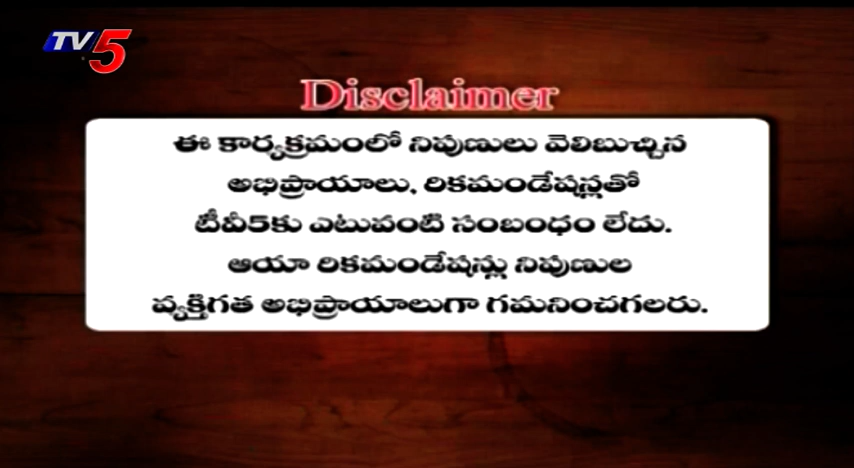 TV5
Disclaimer
ఈ కార్యక్రమంలో నిపుణులు వెలిబుచ్చిన
అభిప్రాయాలు, రికమండేషన్లతో
టీవీ5కు ఎటువంటి సంబంధం లేదు.
ఆయా రికమండేషన్లు నిపుణుల
వ్యక్తిగత అభిప్రాయాలుగా గమనించగలరు.